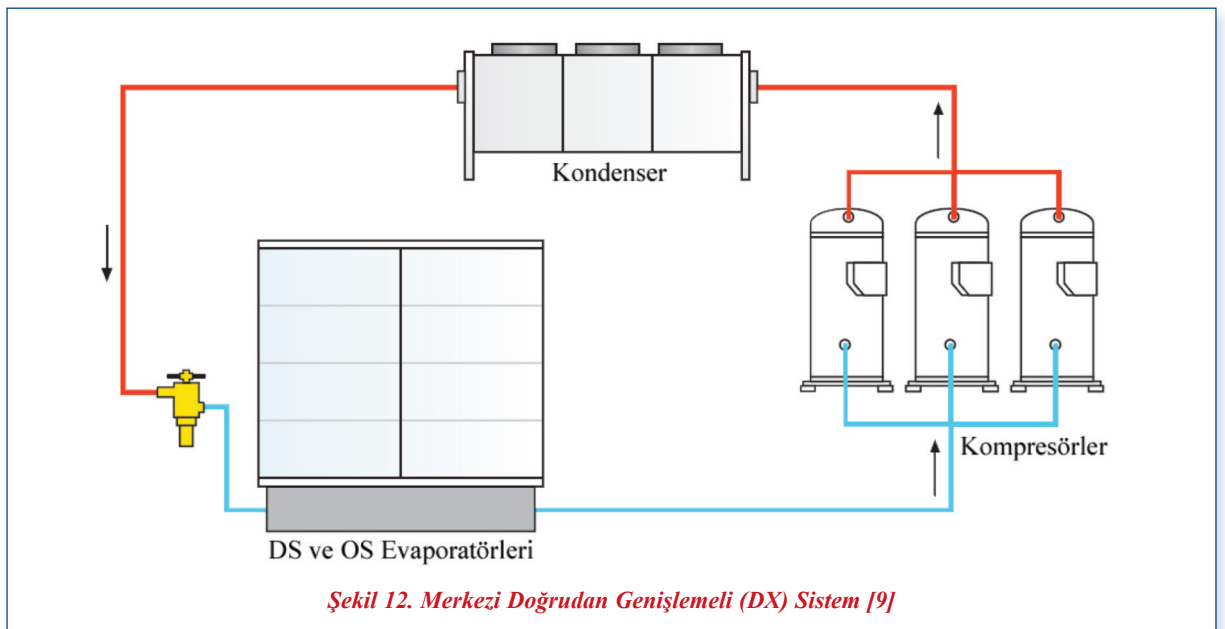 Kondenser
Kompresörler
DS ve OS Evaporatörleri
Şekil 12. Merkezi Doğrudan Genişlemeli (DX) Sistem [9]